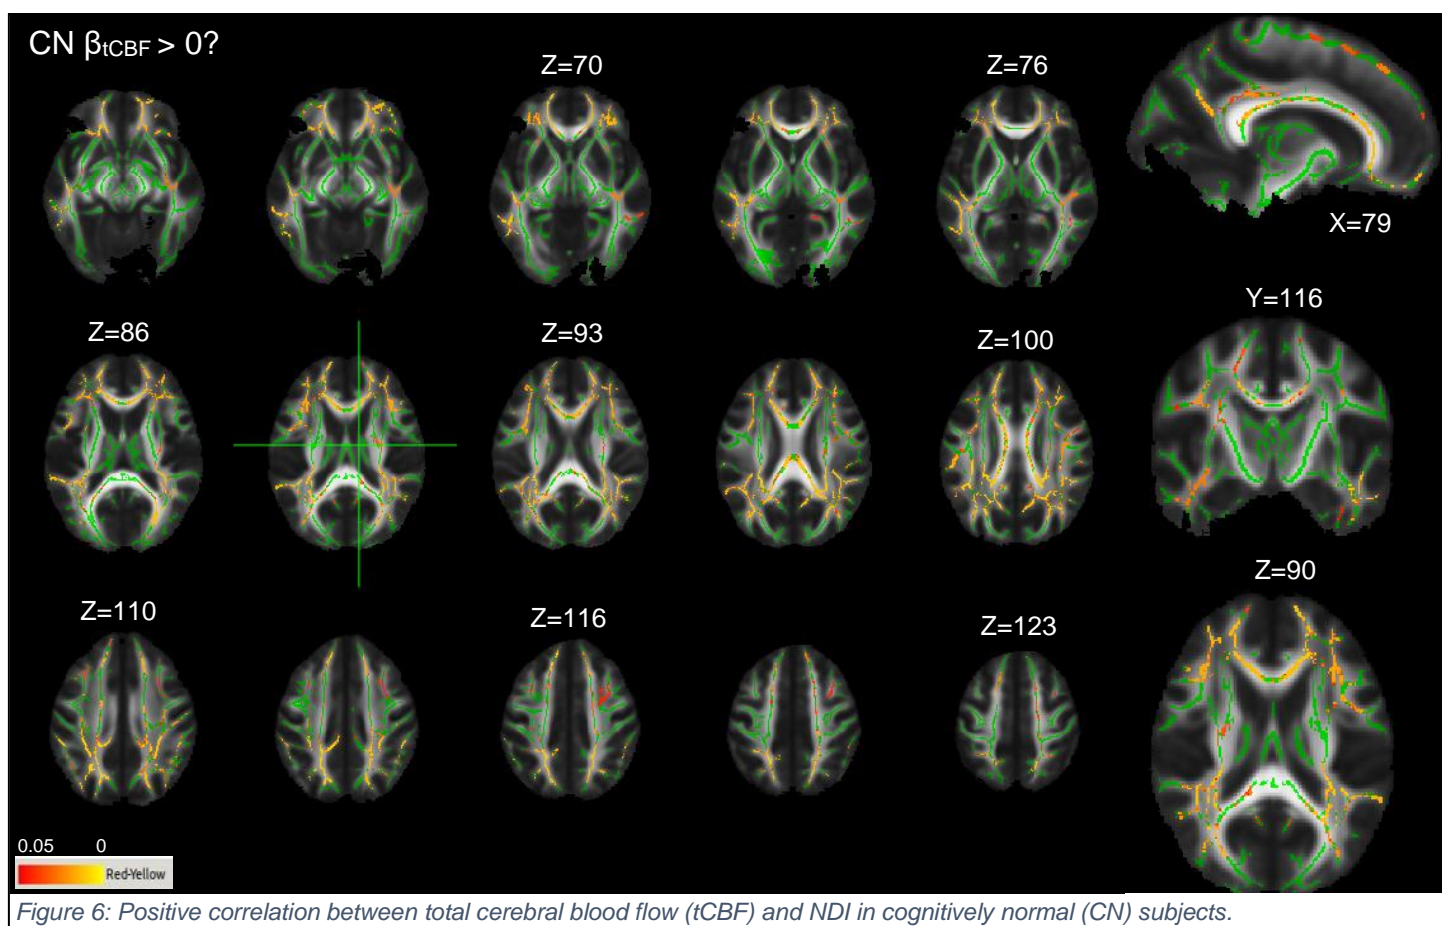 CN βtCBF > 0?
Z=70
Z=76
X=79
Y=116
Z=86
Z=93
Z=100
Z=90
Z=110
Z=116
Z=123
0.05 0
Red-Yellow
Figure 6: Positive correlation between total cerebral blood flow (tCBF) and NDI in cognitively normal (CN) subjects.